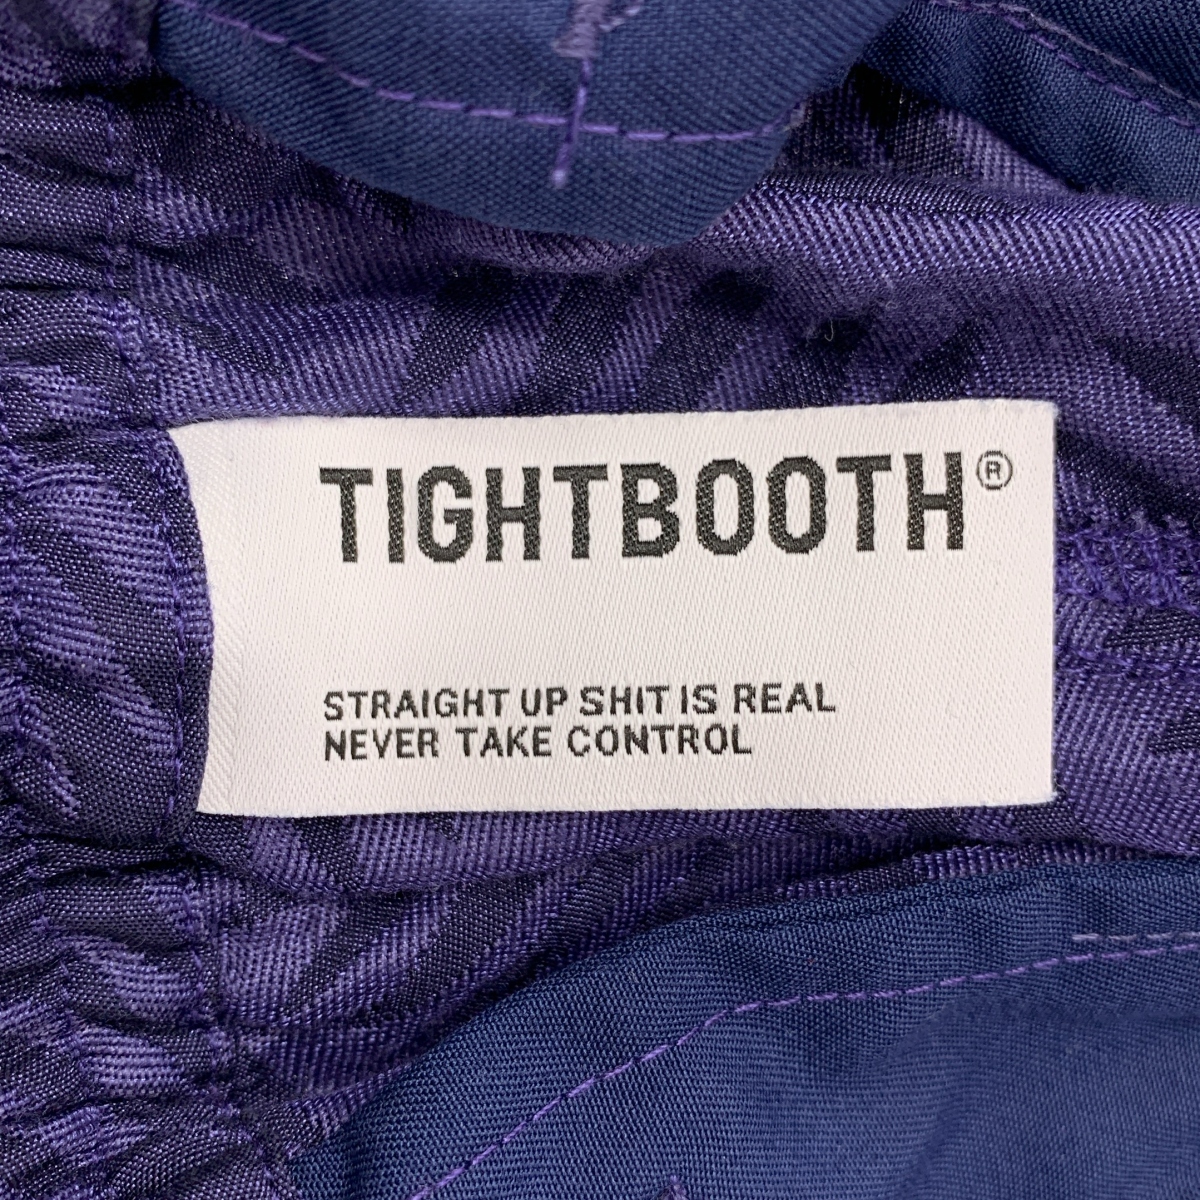 TIGHTBOOTH®
STRAIGHT UP SHIT IS REAL
NEVER TAKE CONTROL